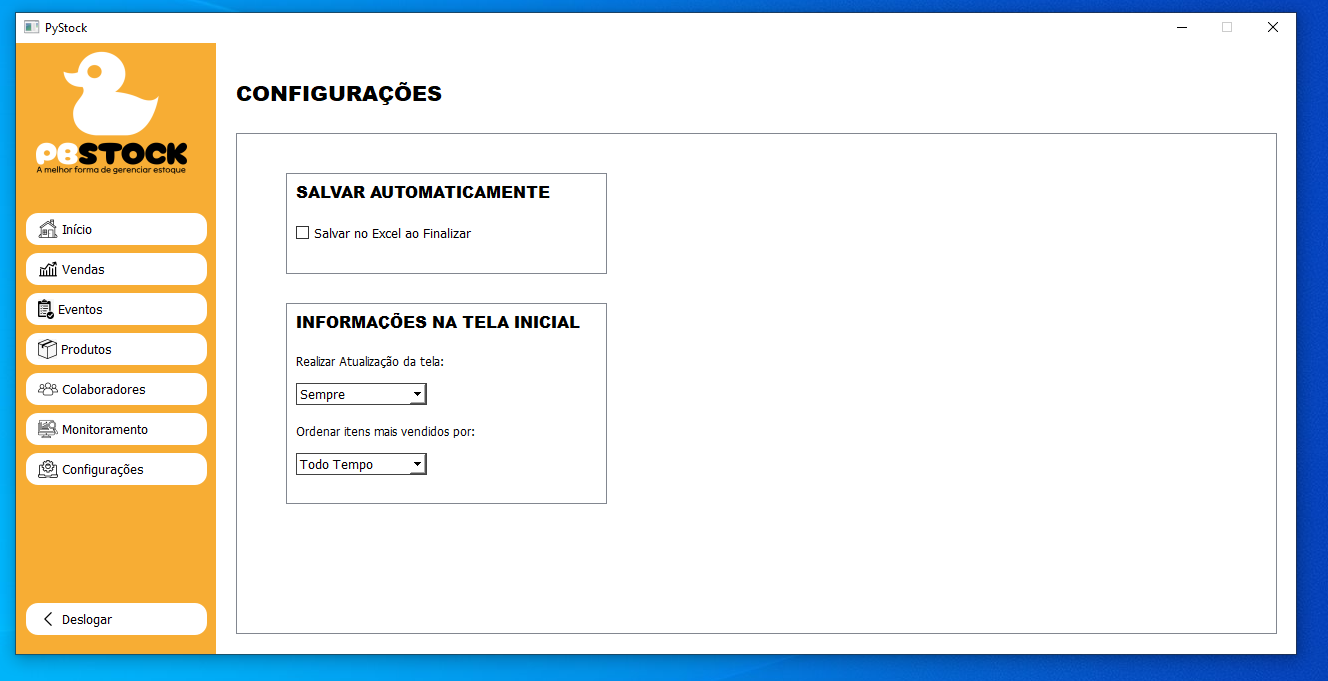 PyStock
PBSTOCK
A melhor forma de gerenciar estoque
Início
Vendas
Eventos
Produtos
Colaboradores
Monitoramento
Configurações
Deslogar
CONFIGURAÇÕES
SALVAR AUTOMATICAMENTE
Salvar no Excel ao Finalizar
INFORMAÇÕES NA TELA INICIAL
Realizar Atualização da tela:
Sempre
Ordenar itens mais vendidos por:
Todo Tempo